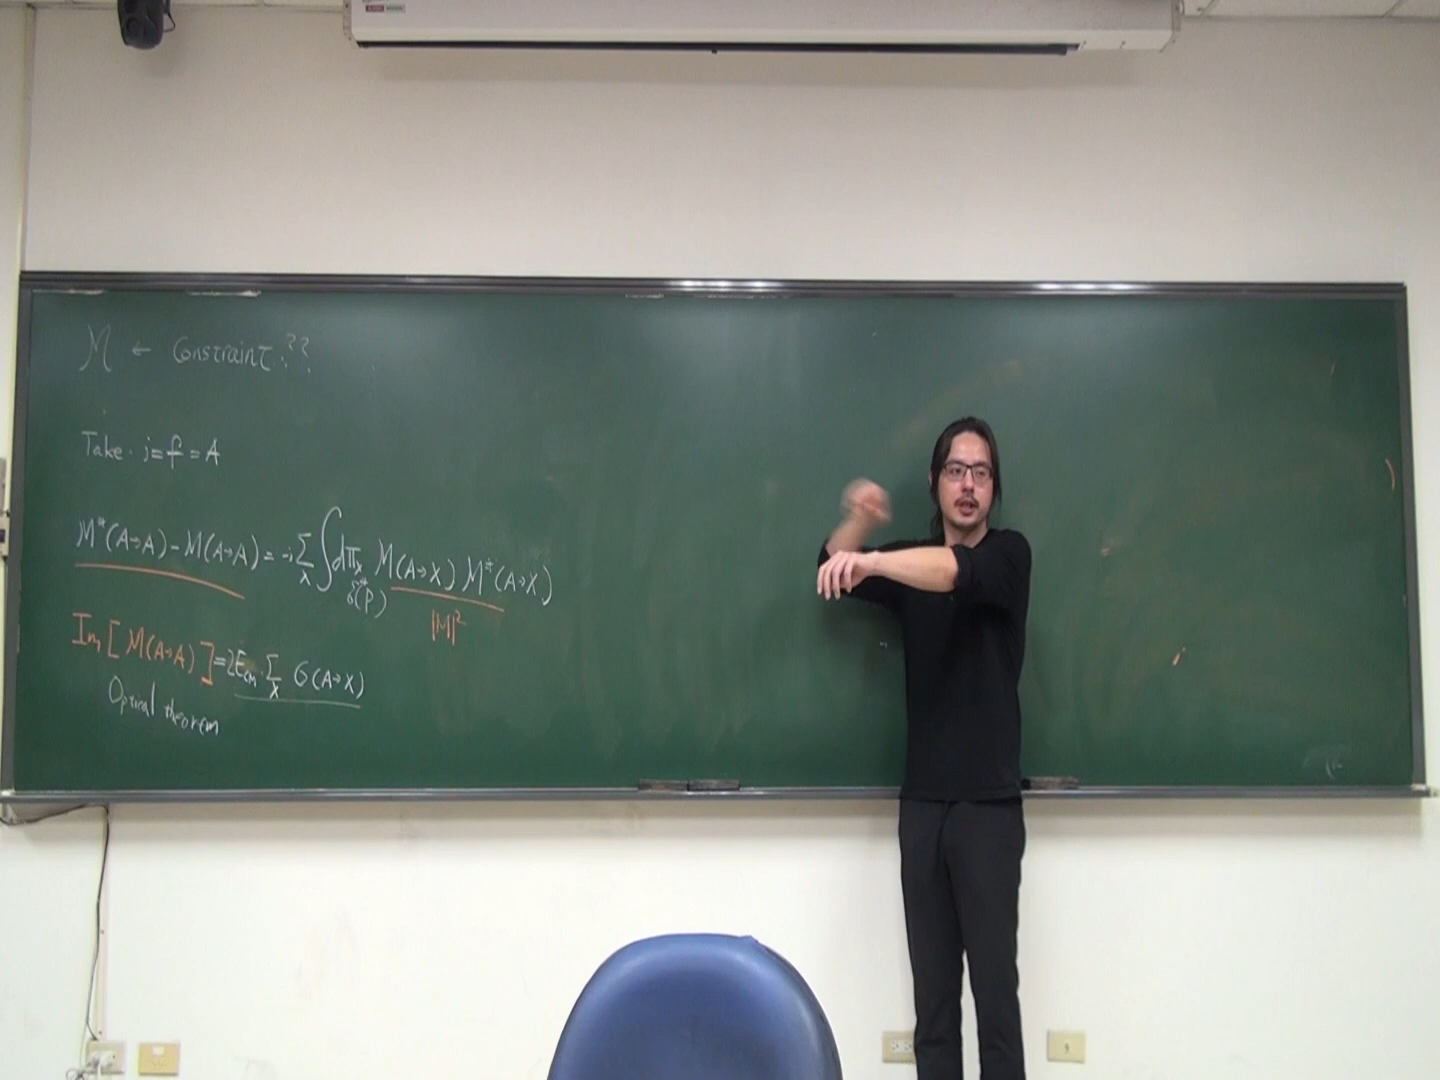 M ← Constraint ??
Take. i=f=A
M*(A→A) - M(A→A) = -i Σ_X ∫dΠ_X M(A→X) M*(A→X)
δ⁴(P)
|M|²
Im[M(A→A)] = 2E_cm · Σ_X σ(A→X)
Optical theorem